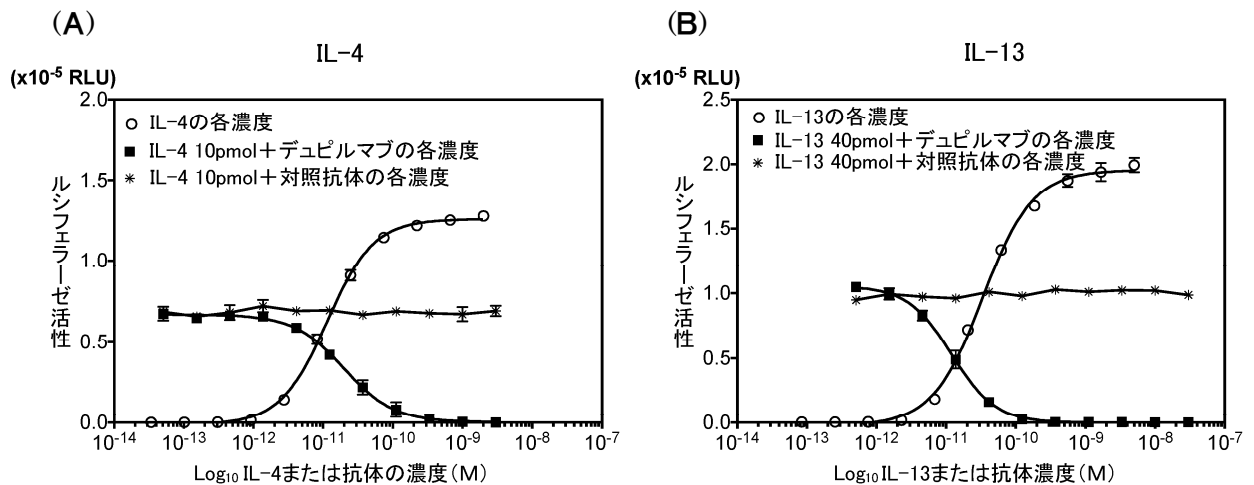 (A)
IL-4
(x10-5 RLU)
ルシフェラーゼ活性
2.0
1.5
1.0
0.5
0.0
IL-4の各濃度
IL-4 10pmol+デュピルマブの各濃度
IL-4 10pmol+対照抗体の各濃度
10-14 10-13 10-12 10-11 10-10 10-9 10-8 10-7
Log10 IL-4または抗体の濃度(M)
(B)
IL-13
(x10-5 RLU)
ルシフェラーゼ活性
2.5
2.0
1.5
1.0
0.5
0.0
IL-13の各濃度
IL-13 40pmol+デュピルマブの各濃度
IL-13 40pmol+対照抗体の各濃度
10-14 10-13 10-12 10-11 10-10 10-9 10-8 10-7
Log10 IL-13または抗体濃度(M)